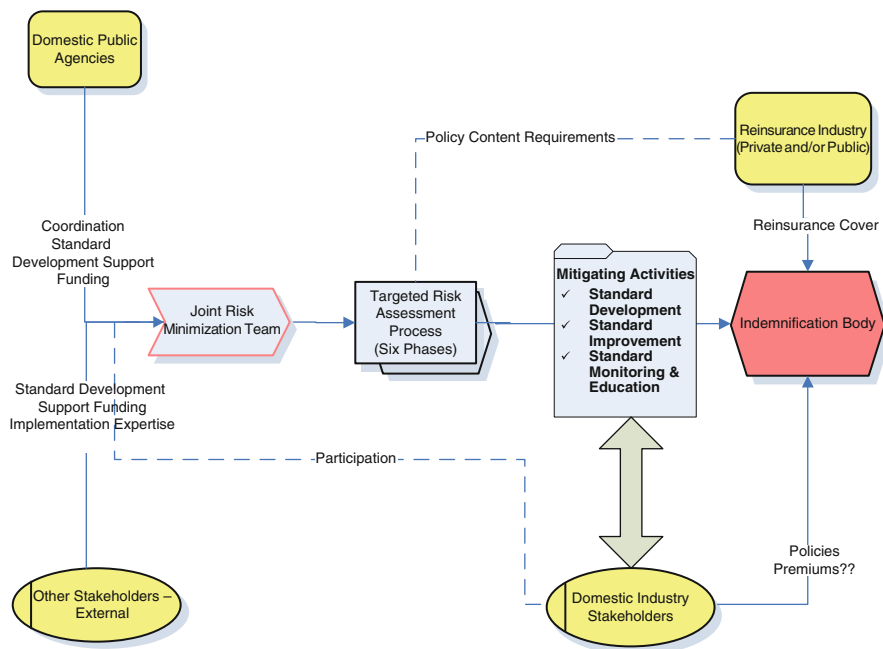 Domestic Public
Agencies
Policy Content Requirements
Reinsurance Industry
(Private and/or Public)
Coordination
Standard
Development Support
Funding
Reinsurance Cover
Joint Risk
Minimization Team
Targeted Risk
Assessment
Process
(Six Phases)
Mitigating Activities
✓ Standard
Development
✓ Standard
Improvement
✓ Standard
Monitoring &
Education
Indemnification Body
Standard Development
Support Funding
Implementation Expertise
Participation
Policies
Premiums??
Other Stakeholders –
External
Domestic Industry
Stakeholders